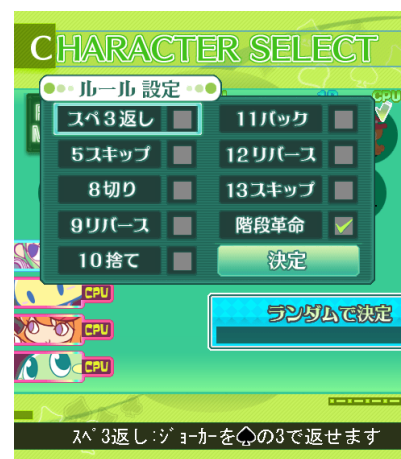 CHARACTER SELECT
CPU
ルール 設定
スペ3返し
11バック
5スキップ
12リバース
8切り
13スキップ
9リバース
階段革命
10捨て
決定
CPU
ランダムで決定
CPU
CPU
スペ3返し:ジョーカーを♠の3で返せます